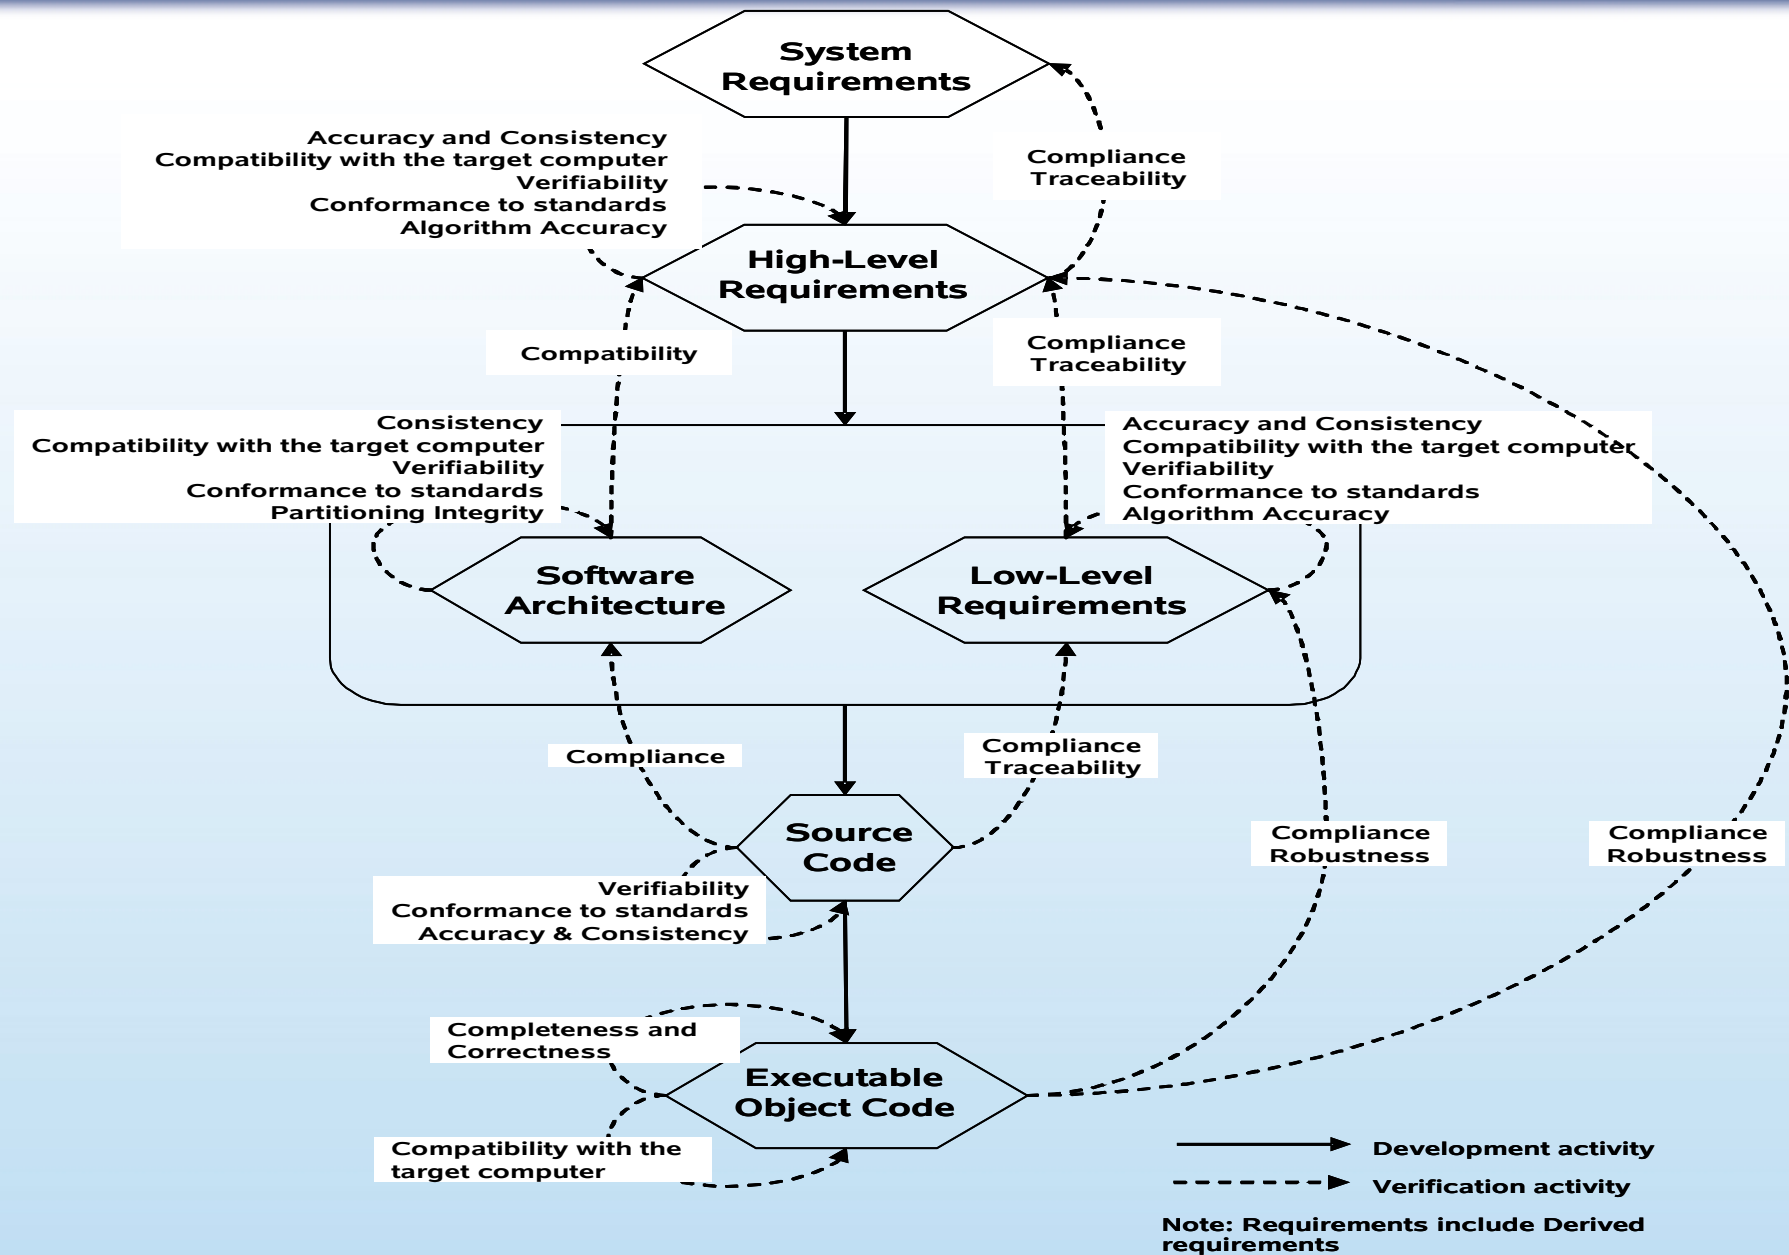 System
Requirements
Accuracy and Consistency
Compatibility with the target computer
Verifiability
Conformance to standards
Algorithm Accuracy
Compliance
Traceability
High-Level
Requirements
Compatibility
Compliance
Traceability
Consistency
Compatibility with the target computer
Verifiability
Conformance to standards
Partitioning Integrity
Accuracy and Consistency
Compatibility with the target computer
Verifiability
Conformance to standards
Algorithm Accuracy
Software
Architecture
Low-Level
Requirements
Compliance
Compliance
Traceability
Source
Code
Compliance
Robustness
Compliance
Robustness
Verifiability
Conformance to standards
Accuracy & Consistency
Completeness and
Correctness
Executable
Object Code
Compatibility with the
target computer
Development activity
Verification activity
Note: Requirements include Derived
requirements